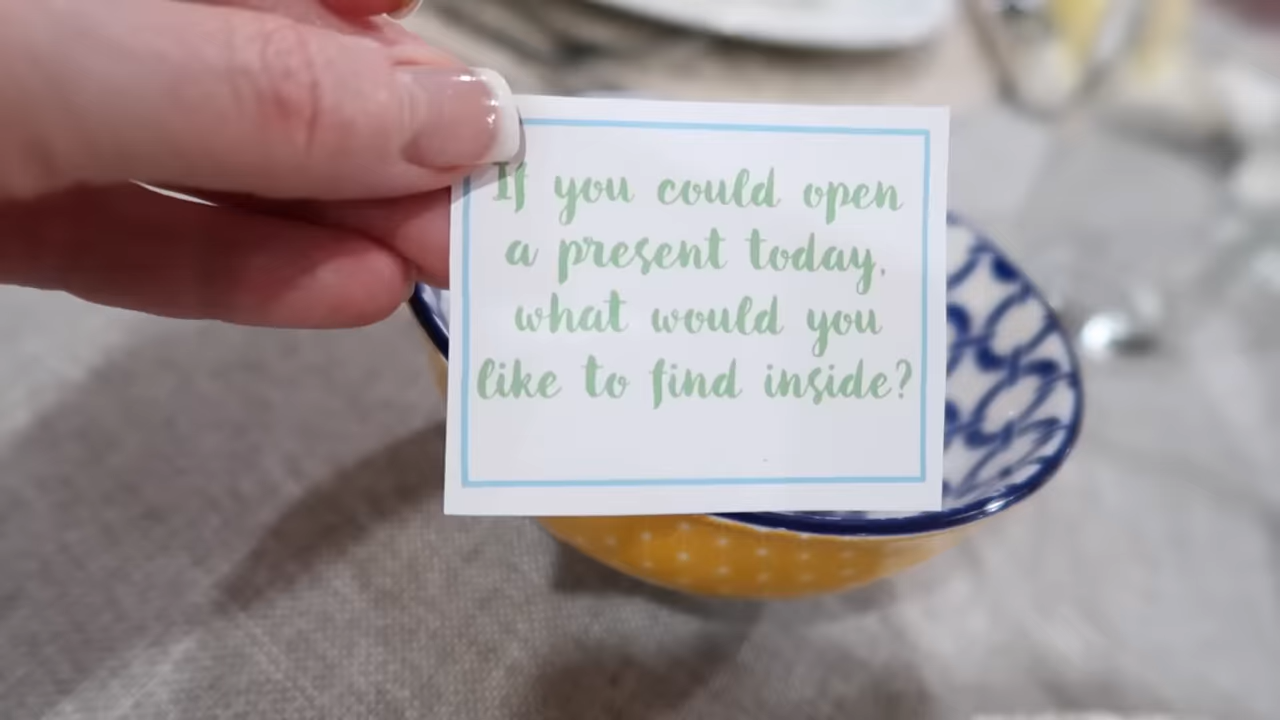 If you could open
a present today,
what would you
like to find inside?